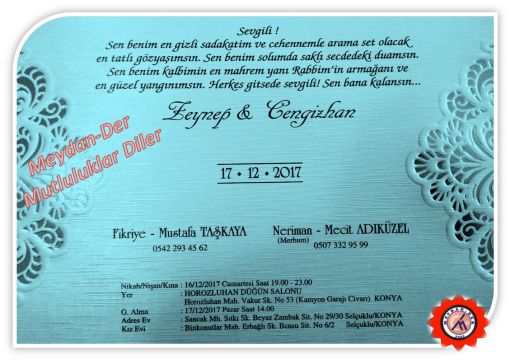 Sevgili !
Sen benim en gizli sadakatim ve cehennemle arama set olacak
en tatlı gözyaşımsın. Sen benim solumda saklı secdedeki duamsın.
Sen benim kalbimin en mahrem yanı Rabbim'in armağanı ve
en güzel yangınımsın. Herkes gitsede sevgili! Sen bana kalansın...
Zeynep & Cengizhan
Meydan-Der
Mutluluklar Diler
17 • 12 • 2017
Fikriye - Mustafa TAŞKAYA
0542 293 45 62
Neriman - Mecit ADIKÜZEL
(Merhum) 0507 332 95 99
Nikah/Nişan/Kına : 16/12/2017 Cumartesi Saat 19.00 - 23.00
Yer : HOROZLUHAN DÜĞÜN SALONU
Horozluhan Mah. Vakur Sk. No 53 (Kamyon Garajı Civarı) KONYA
G. Alma : 17/12/2017 Pazar Saat 14.00
Adres : Sancak Mh. Sıtkı Sk. Beyaz Zambak Sit. No 29/30 Selçuklu/KONYA
Kız Evi : Binkonutlar Mah. Erbağlı Sk. Bensu Sit. No 6/2 Selçuklu/KONYA